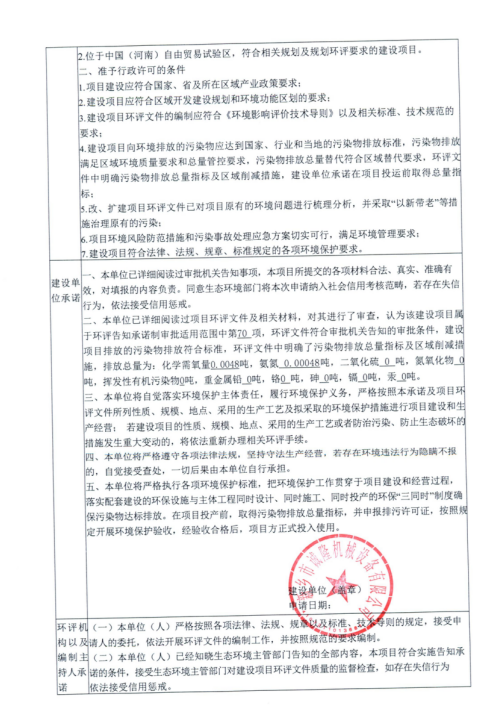 2.位于中国（河南）自由贸易试验区，符合相关规划及规划环评要求的建设项目。
二、准予行政许可的条件
1.项目建设应符合国家、省及所在区域产业政策要求；
2.建设项目应符合区域开发建设规划和环境功能区划的要求；
3.建设项目环评文件的编制应符合《环境影响评价技术导则》以及相关标准、技术规范的
要求；
4.建设项目向环境排放的污染物应达到国家、行业和当地的污染物排放标准，污染物排放
满足区域环境质量要求和总量管控要求，污染物排放总量替代符合区域替代要求，环评文
件中明确污染物排放总量指标及区域削减措施，建设单位承诺在项目投运前取得总量指
标；
5.改、扩建项目环评文件已对项目原有的环境问题进行梳理分析，并采取“以新带老”等措
施治理原有的污染；
6.项目环境风险防范措施和污染事故处理应急方案切实可行，满足环境管理要求；
7.建设项目符合法律、法规、规章、标准规定的各项环境保护要求。
建设单
位承诺
一、本单位已详细阅读过审批机关告知事项，本项目所提交的各项材料合法、真实、准确有
效，对填报的内容负责。同意生态环境部门将本次申请纳入社会信用考核范畴，若存在失信
行为，依法接受信用惩戒。
二、本单位已详细阅读过项目环评文件及相关材料，对其进行了审查，认为该建设项目属
于环评告知承诺制审批适用范围中第70 项，环评文件符合审批机关告知的审批条件，建设
项目排放的污染物排放符合标准，环评文件中明确了污染物排放总量指标及区域削减措
施，排放总量为：化学需氧量0.0048吨，氨氮 0.00048吨，二氧化硫 0 吨，氮氧化物 0
吨，挥发性有机污染物0吨，重金属铅 0 吨，铬0 吨、砷 0 吨，镉 0 吨，汞 0 吨。
三、本单位将自觉落实环境保护主体责任，履行环境保护义务，严格按照本承诺及项目环
评文件所列性质、规模、地点、采用的生产工艺及拟采取的环境保护措施进行项目建设和生
产经营； 若建设项目的性质、规模、地点、采用的生产工艺或者防治污染、防止生态破坏的
措施发生重大变动的，将依法重新办理相关环评手续。
四、本单位将严格遵守各项法律法规，坚持守法生产经营，若存在环境违法行为隐瞒不报
的，自觉接受查处，一切后果由本单位自行承担。
五、本单位将严格执行各项环境保护标准，把环境保护工作贯穿于项目建设和经营过程，
落实配套建设的环保设施与主体工程同时设计、同时施工、同时投产的环保“三同时”制度确
保污染物达标排放。在项目投产前，取得污染物排放总量指标，并申报排污许可证，按照规
定开展环境保护验收，经验收合格后，项目方正式投入使用。
建设单位（盖章）
申请日期：
环评机
构以及
编制主
持人承
诺
（一）本单位（人）严格按照各项法律、法规、规章以及标准、技术导则的规定，接受申
请人的委托，依法开展环评文件的编制工作，并按照规范的要求编制。
（二）本单位（人）已经知晓生态环境主管部门告知的全部内容，本项目符合实施告知承
诺的条件，接受生态环境主管部门对建设项目环评文件质量的监督检查，如存在失信行为
依法接受信用惩戒。